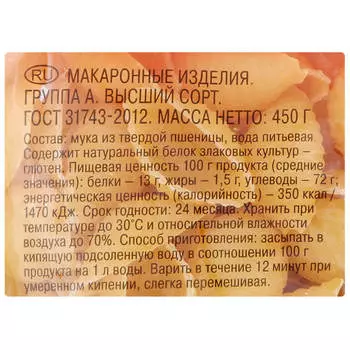 RU МАКАРОННЫЕ ИЗДЕЛИЯ.
ГРУППА А. ВЫСШИЙ СОРТ.
ГОСТ 31743-2012. МАССА НЕТТО: 450 Г
Состав: мука из твердой пшеницы, вода питьевая.
Содержит натуральный белок злаковых культур –
глютен. Пищевая ценность 100 г продукта (средние
значения): белки – 13 г, жиры – 1,5 г, углеводы – 72 г;
энергетическая ценность (калорийность) – 350 ккал /
1470 кДж. Срок годности: 24 месяца. Хранить при
температуре до 30°С и относительной влажности
воздуха до 70%. Способ приготовления: засыпать в
кипящую подсоленную воду в соотношении 100 г
продукта на 1 л воды. Варить в течение 12 минут при
умеренном кипении, слегка перемешивая.